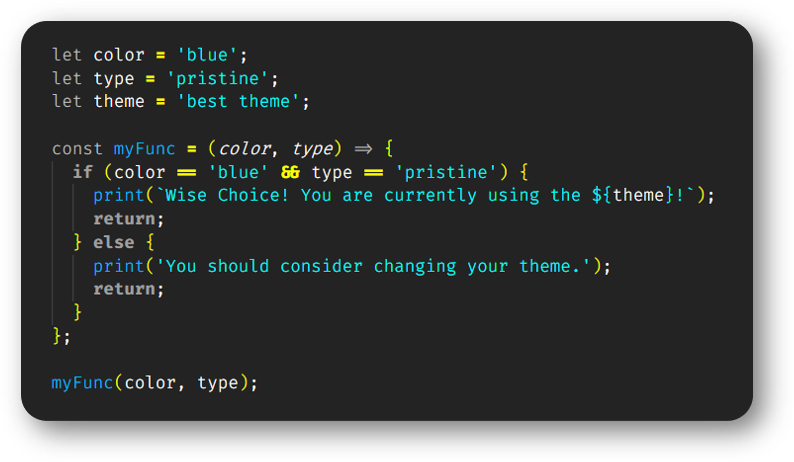 let color = 'blue';
let type = 'pristine';
let theme = 'best theme';

const myFunc = (color, type) => {
  if (color == 'blue' && type == 'pristine') {
    print(`Wise Choice! You are currently using the ${theme}!`);
    return;
  } else {
    print('You should consider changing your theme.');
    return;
  }
};

myFunc(color, type);